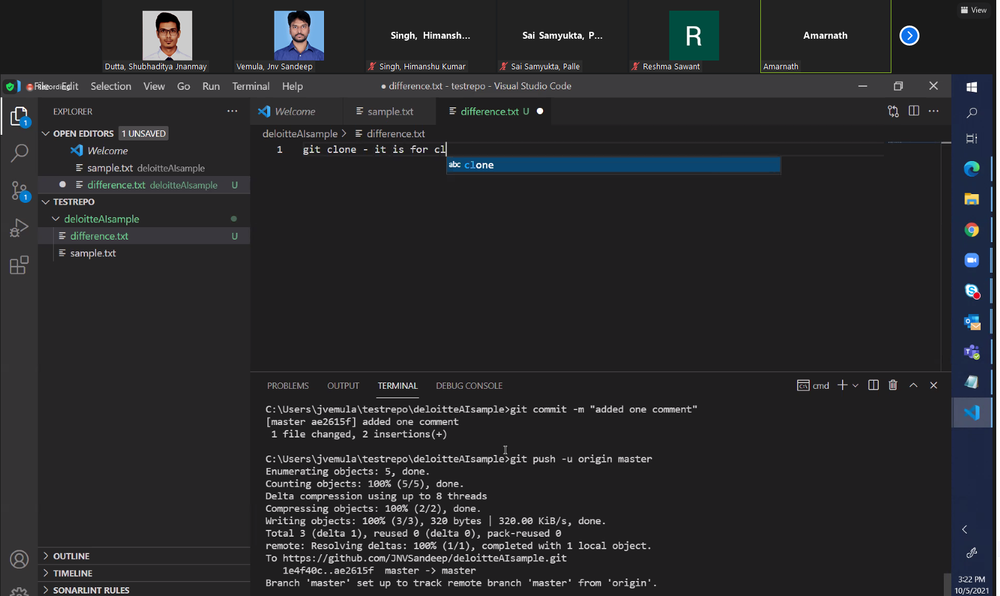 View
Singh, Himansh...
Sai Samyukta, P...
R
Amarnath
Dutta, Shubhaditya Jnanmay
Vemula, Jnv Sandeep
Singh, Himanshu Kumar
Sai Samyukta, Palle
Reshma Sawant
Amarnath
Recording
File Edit Selection View Go Run Terminal Help
● difference.txt - testrepo - Visual Studio Code
EXPLORER
Welcome
sample.txt
difference.txt U
1
OPEN EDITORS 1 UNSAVED
deloitteAIsample > difference.txt
Welcome
1 git clone - it is for cl
abc clone
sample.txt deloitteAIsample
difference.txt deloitteAIsample U
1
TESTREPO
deloitteAIsample
difference.txt U
sample.txt
PROBLEMS OUTPUT TERMINAL DEBUG CONSOLE
cmd
C:\Users\jvemula\testrepo\deloitteAIsample>git commit -m "added one comment"
[master ae2615f] added one comment
1 file changed, 2 insertions(+)
C:\Users\jvemula\testrepo\deloitteAIsample>git push -u origin master
Enumerating objects: 5, done.
Counting objects: 100% (5/5), done.
Delta compression using up to 8 threads
Compressing objects: 100% (2/2), done.
Writing objects: 100% (3/3), 320 bytes | 320.00 KiB/s, done.
Total 3 (delta 1), reused 0 (delta 0), pack-reused 0
remote: Resolving deltas: 100% (1/1), completed with 1 local object.
To https://github.com/JNVSandeep/deloitteAIsample.git
1e4f40c..ae2615f master -> master
Branch 'master' set up to track remote branch 'master' from 'origin'.
OUTLINE
TIMELINE
SONARLINT RULES
3:22 PM
10/5/2021